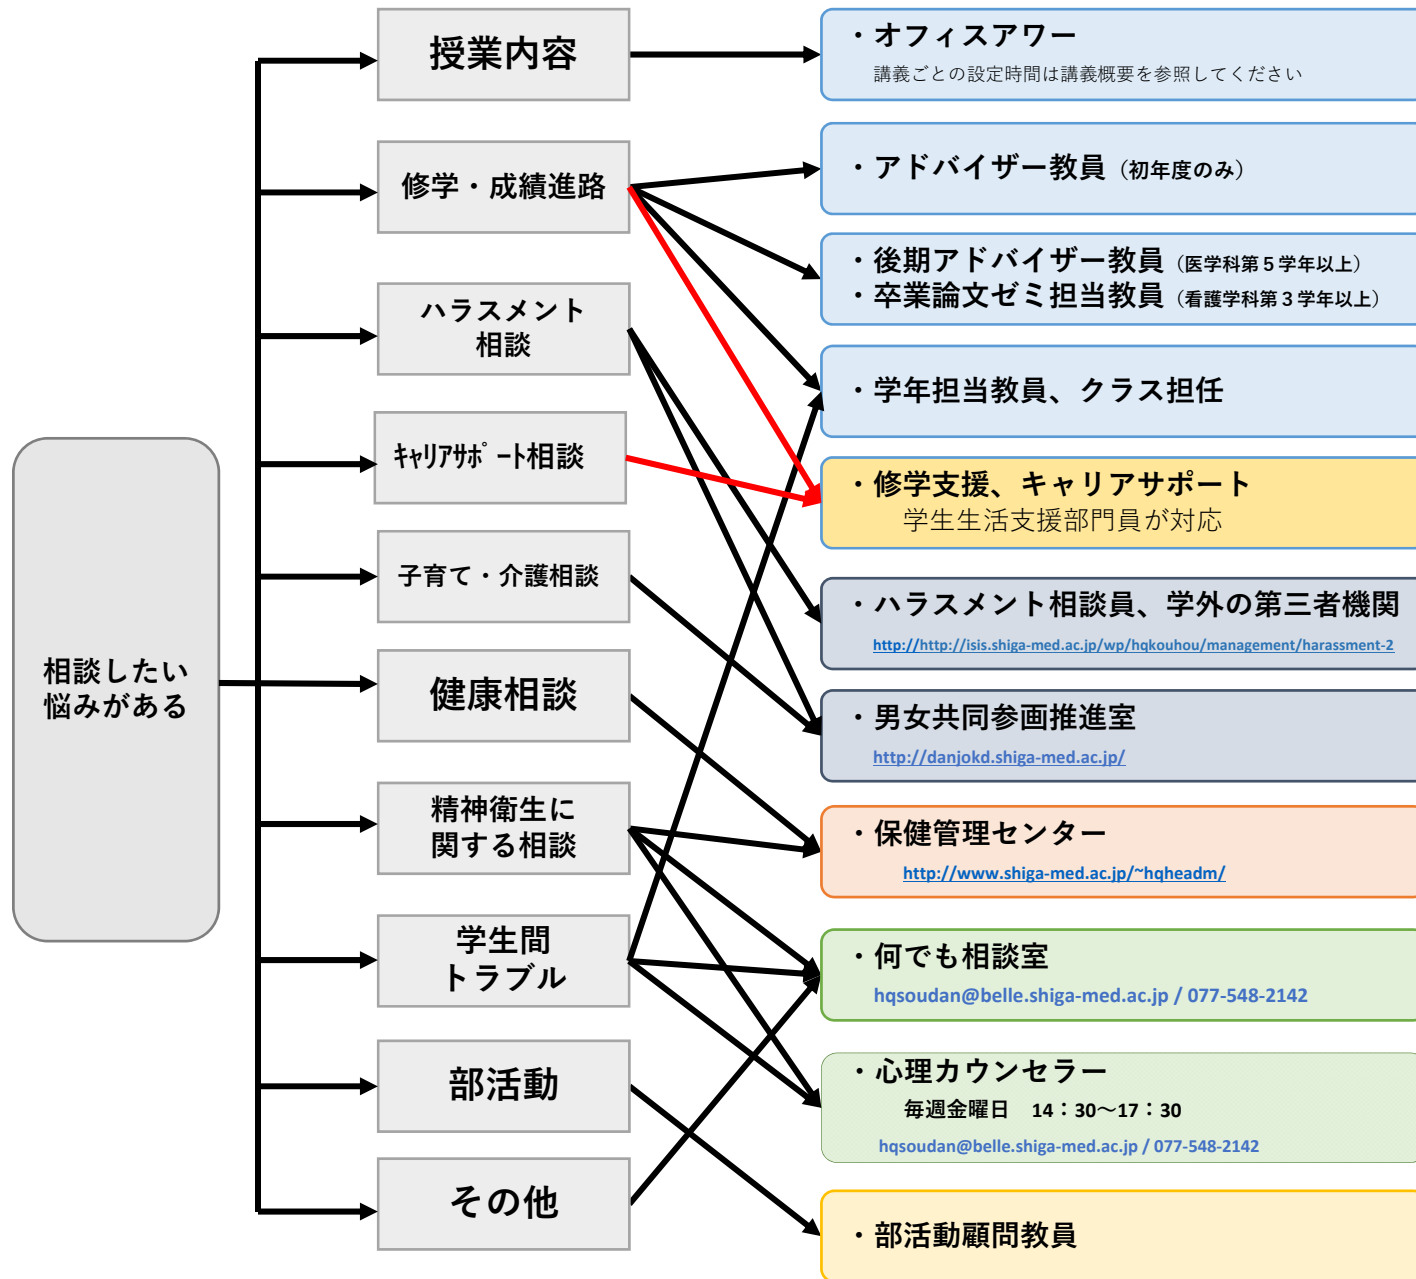 相談したい
悩みがある
授業内容
修学・成績進路
ハラスメント
相談
ｷｬﾘｱｻﾎﾟｰﾄ相談
子育て・介護相談
健康相談
精神衛生に
関する相談
学生間
トラブル
部活動
その他
・オフィスアワー
講義ごとの設定時間は講義概要を参照してください
・アドバイザー教員（初年度のみ）
・後期アドバイザー教員（医学科第５学年以上）
・卒業論文ゼミ担当教員（看護学科第３学年以上）
・学年担当教員、クラス担任
・修学支援、キャリアサポート
学生生活支援部門員が対応
・ハラスメント相談員、学外の第三者機関
http://http://isis.shiga-med.ac.jp/wp/hqkouhou/management/harassment-2
・男女共同参画推進室
http://danjokd.shiga-med.ac.jp/
・保健管理センター
http://www.shiga-med.ac.jp/~hqheadm/
・何でも相談室
hqsoudan@belle.shiga-med.ac.jp / 077-548-2142
・心理カウンセラー
毎週金曜日　14：30～17：30
hqsoudan@belle.shiga-med.ac.jp / 077-548-2142
・部活動顧問教員